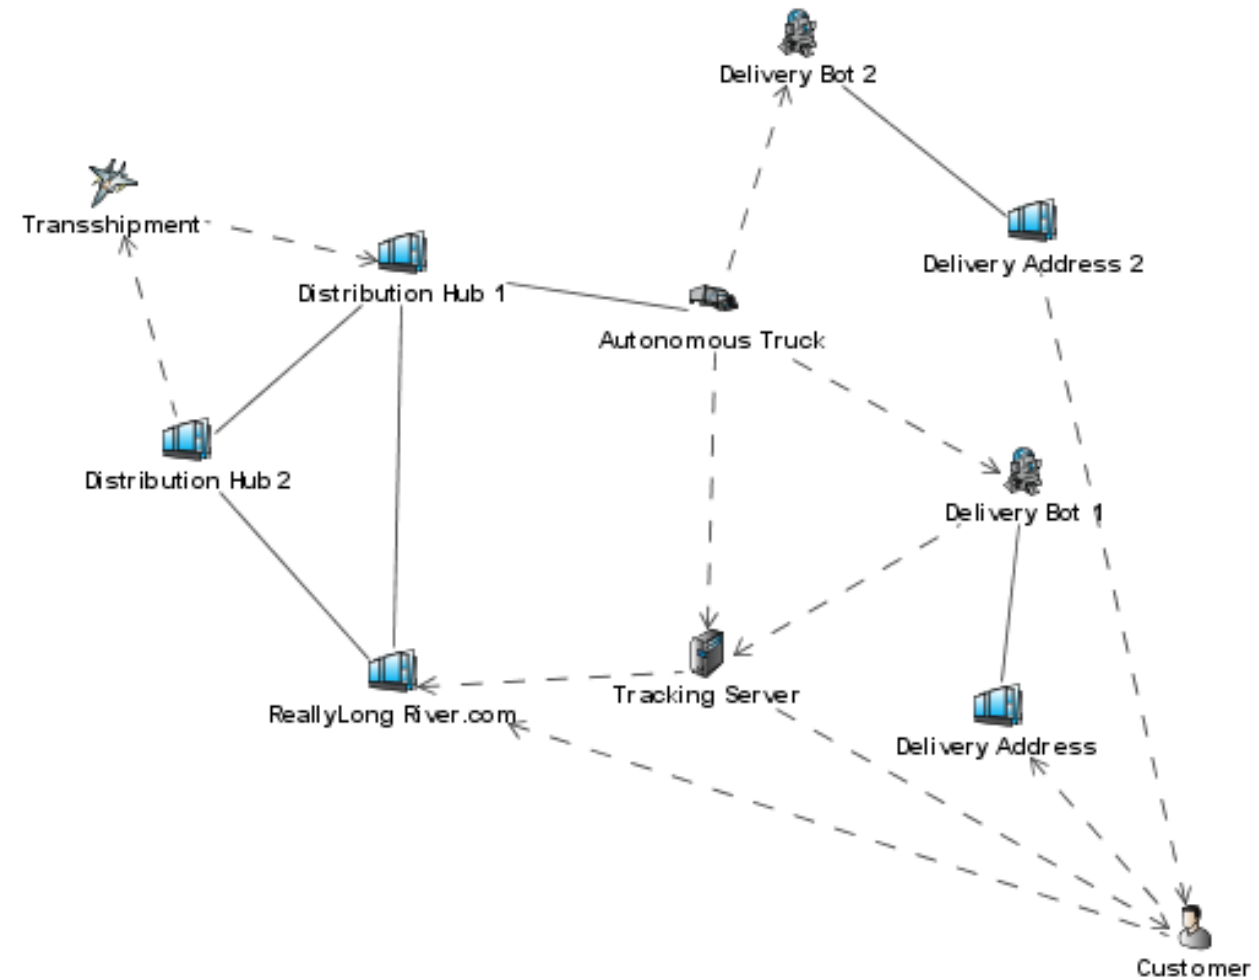 Delivery Bot 2
Transshipment
Delivery Address 2
Distribution Hub 1
Autonomous Truck
Distribution Hub 2
Delivery Bot 1
Tracking Server
ReallyLong River.com
Delivery Address
Customer